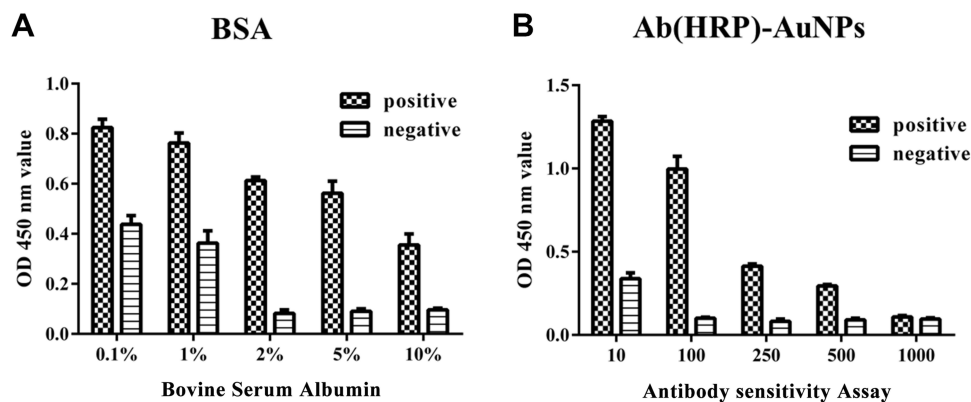 A
BSA
1.0
0.8
0.6
0.4
0.2
0.0
OD 450 nm value
positive
negative
0.1% 1% 2% 5% 10%
Bovine Serum Albumin
B
Ab(HRP)-AuNPs
1.5
1.0
0.5
0.0
OD 450 nm value
positive
negative
10 100 250 500 1000
Antibody sensitivity Assay